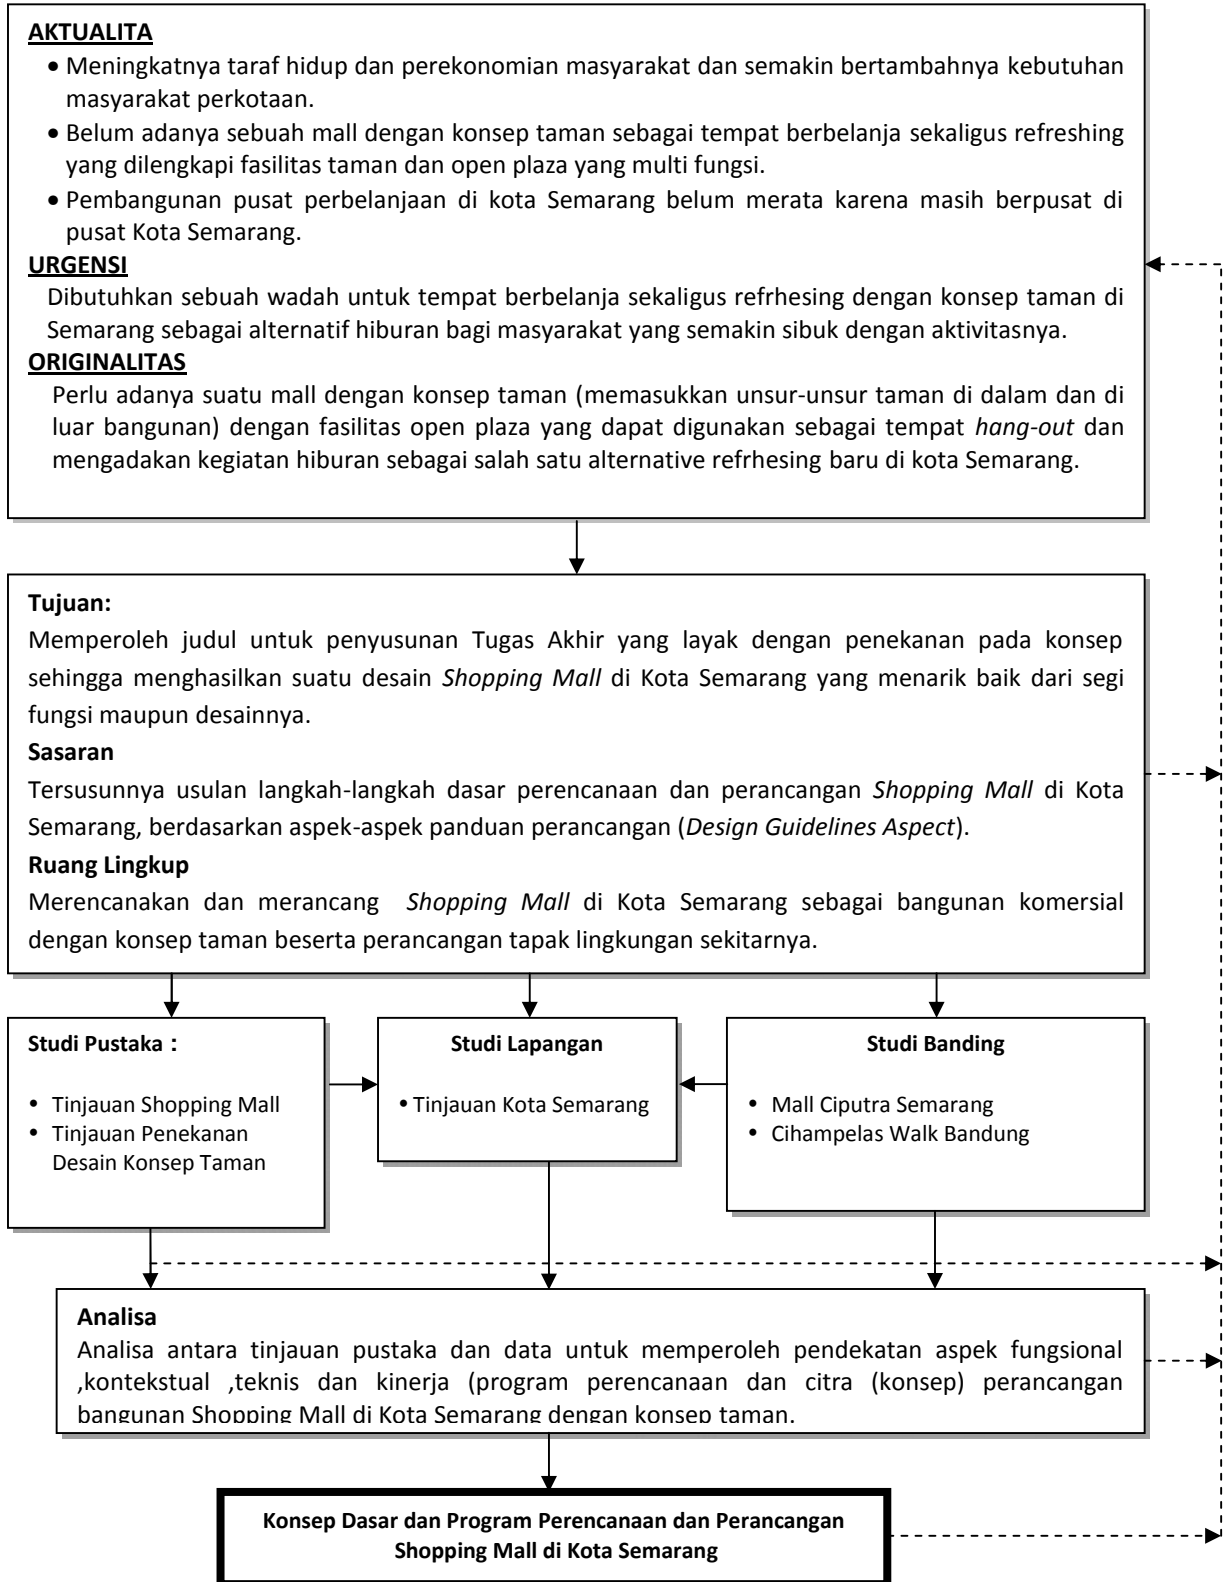 AKTUALITA
• Meningkatnya taraf hidup dan perekonomian masyarakat dan semakin bertambahnya kebutuhan
masyarakat perkotaan.
• Belum adanya sebuah mall dengan konsep taman sebagai tempat berbelanja sekaligus refreshing
yang dilengkapi fasilitas taman dan open plaza yang multi fungsi.
• Pembangunan pusat perbelanjaan di kota Semarang belum merata karena masih berpusat di
pusat Kota Semarang.
URGENSI
Dibutuhkan sebuah wadah untuk tempat berbelanja sekaligus refrhesing dengan konsep taman di
Semarang sebagai alternatif hiburan bagi masyarakat yang semakin sibuk dengan aktivitasnya.
ORIGINALITAS
Perlu adanya suatu mall dengan konsep taman (memasukkan unsur-unsur taman di dalam dan di
luar bangunan) dengan fasilitas open plaza yang dapat digunakan sebagai tempat hang-out dan
mengadakan kegiatan hiburan sebagai salah satu alternative refrhesing baru di kota Semarang.
Tujuan:
Memperoleh judul untuk penyusunan Tugas Akhir yang layak dengan penekanan pada konsep
sehingga menghasilkan suatu desain Shopping Mall di Kota Semarang yang menarik baik dari segi
fungsi maupun desainnya.
Sasaran
Tersusunnya usulan langkah-langkah dasar perencanaan dan perancangan Shopping Mall di Kota
Semarang, berdasarkan aspek-aspek panduan perancangan (Design Guidelines Aspect).
Ruang Lingkup
Merencanakan dan merancang Shopping Mall di Kota Semarang sebagai bangunan komersial
dengan konsep taman beserta perancangan tapak lingkungan sekitarnya.
Studi Pustaka :
• Tinjauan Shopping Mall
• Tinjauan Penekanan
Desain Konsep Taman
Studi Lapangan
• Tinjauan Kota Semarang
Studi Banding
• Mall Ciputra Semarang
• Cihampelas Walk Bandung
Analisa
Analisa antara tinjauan pustaka dan data untuk memperoleh pendekatan aspek fungsional
,kontekstual ,teknis dan kinerja (program perencanaan dan citra (konsep) perancangan
bangunan Shopping Mall di Kota Semarang dengan konsep taman.
Konsep Dasar dan Program Perencanaan dan Perancangan
Shopping Mall di Kota Semarang